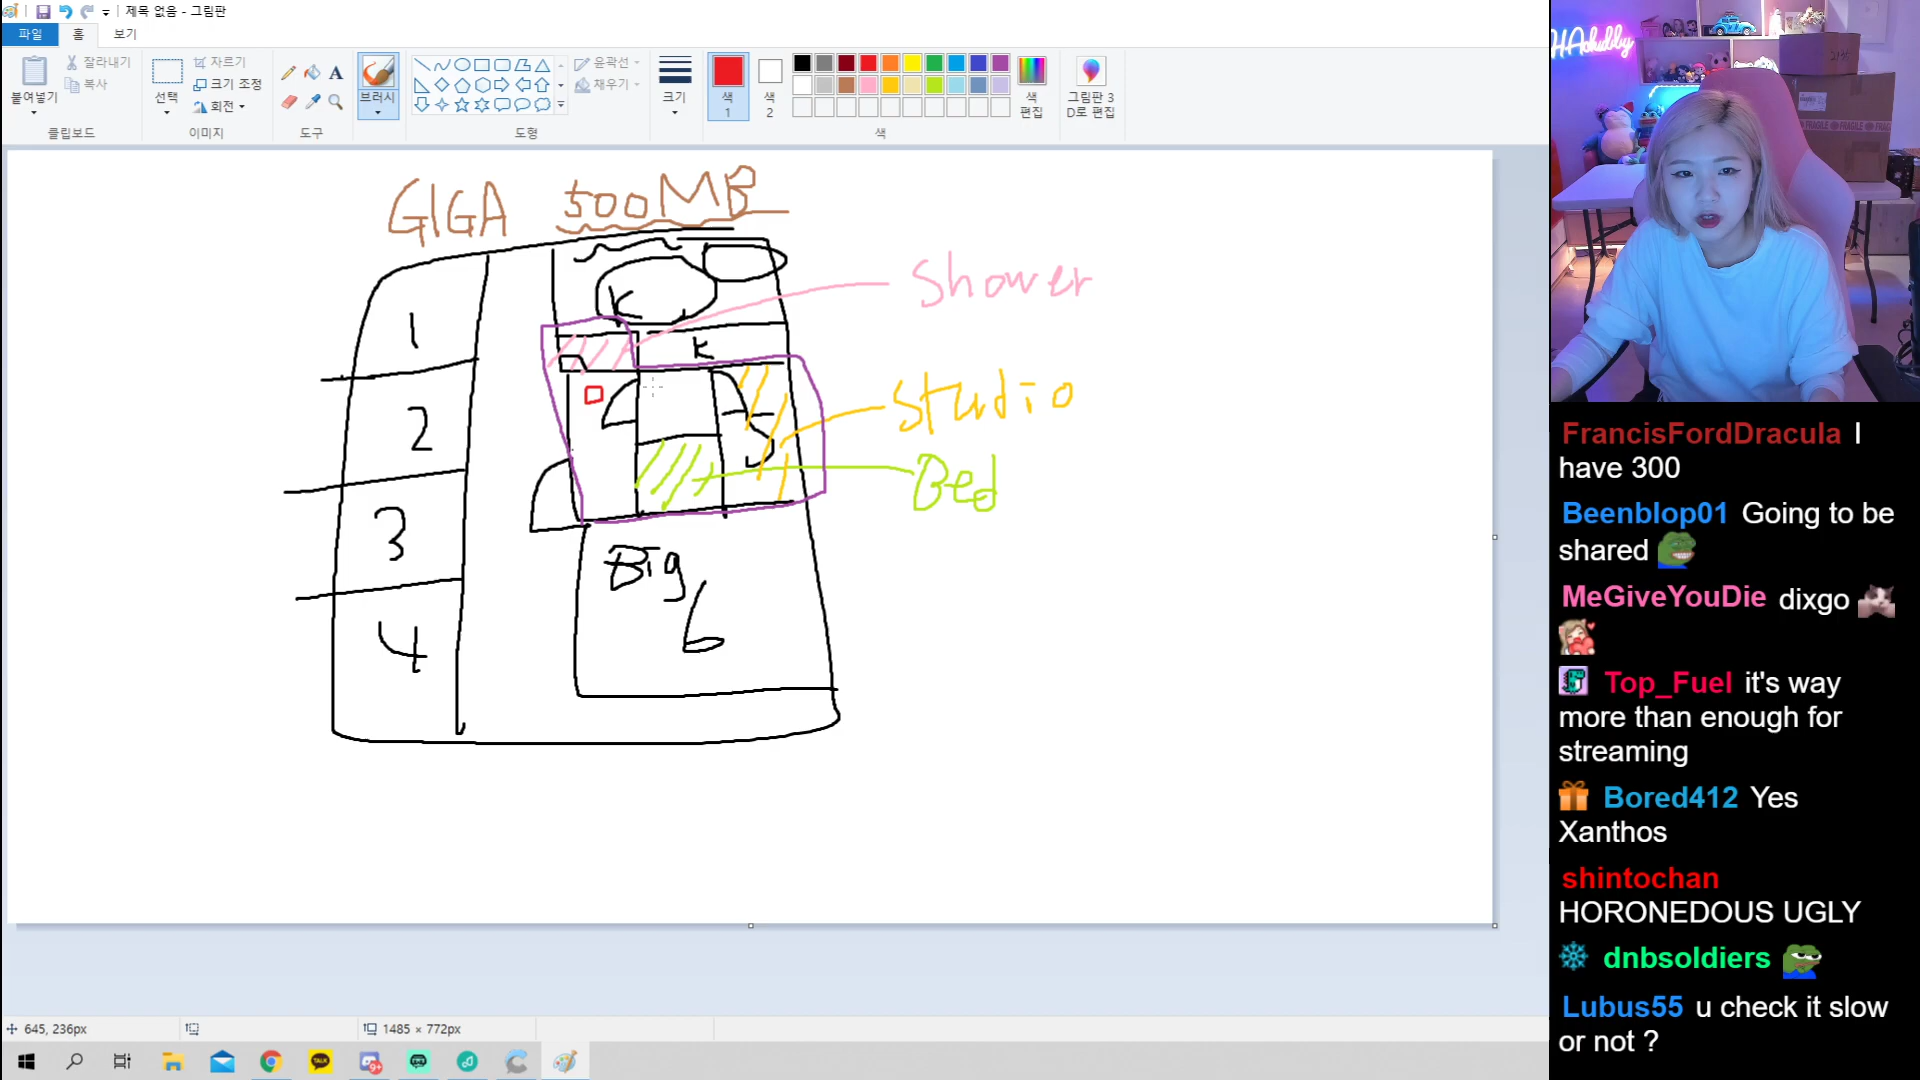 제목 없음 - 그림판
파일 홈 보기
붙여넣기 잘라내기 복사 클립보드
선택 자르기 크기 조정 회전 이미지
A
도구
브러시
도형
윤곽선 채우기
크기
색 1 색 2
색 편집
색
그림판 3D로 편집
GIGA 500MB
K
Shower
1
K
Studio
2
Bed
3
Big
6
4
645, 236px
1485 × 772px
TALK
9+
HAchubby
FRAGILE FRAGILE
FrancisFordDracula I
have 300
Beenblop01 Going to be
shared
MeGiveYouDie dixgo
Top_Fuel it's way
more than enough for
streaming
Bored412 Yes
Xanthos
shintochan
HORONEDOUS UGLY
dnbsoldiers
Lubus55 u check it slow
or not ?